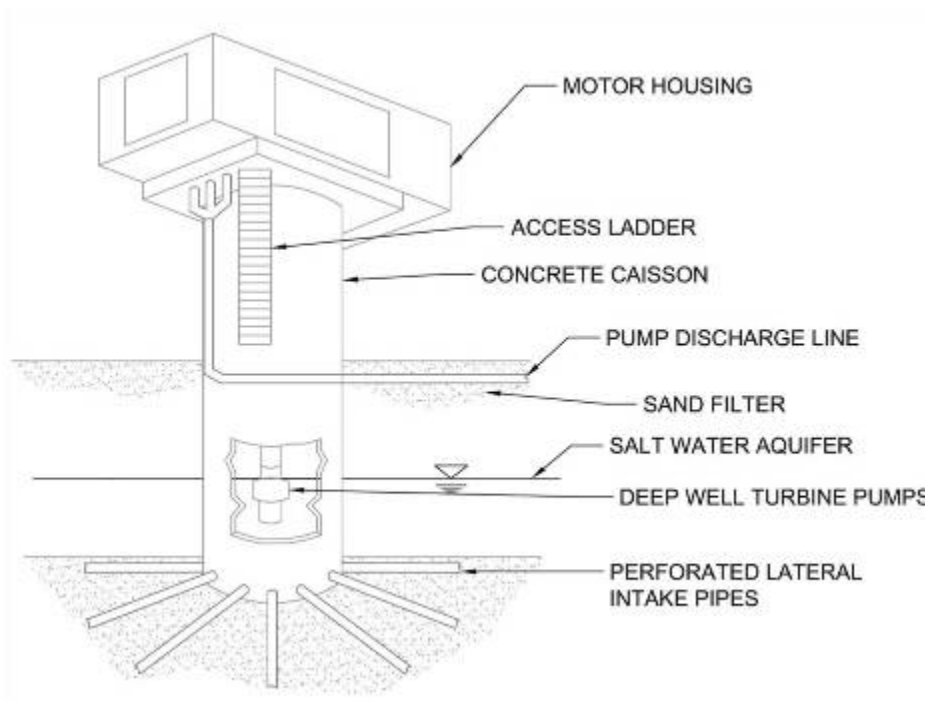 MOTOR HOUSING
ACCESS LADDER
CONCRETE CAISSON
PUMP DISCHARGE LINE
SAND FILTER
SALT WATER AQUIFER
DEEP WELL TURBINE PUMPS
PERFORATED LATERAL
INTAKE PIPES